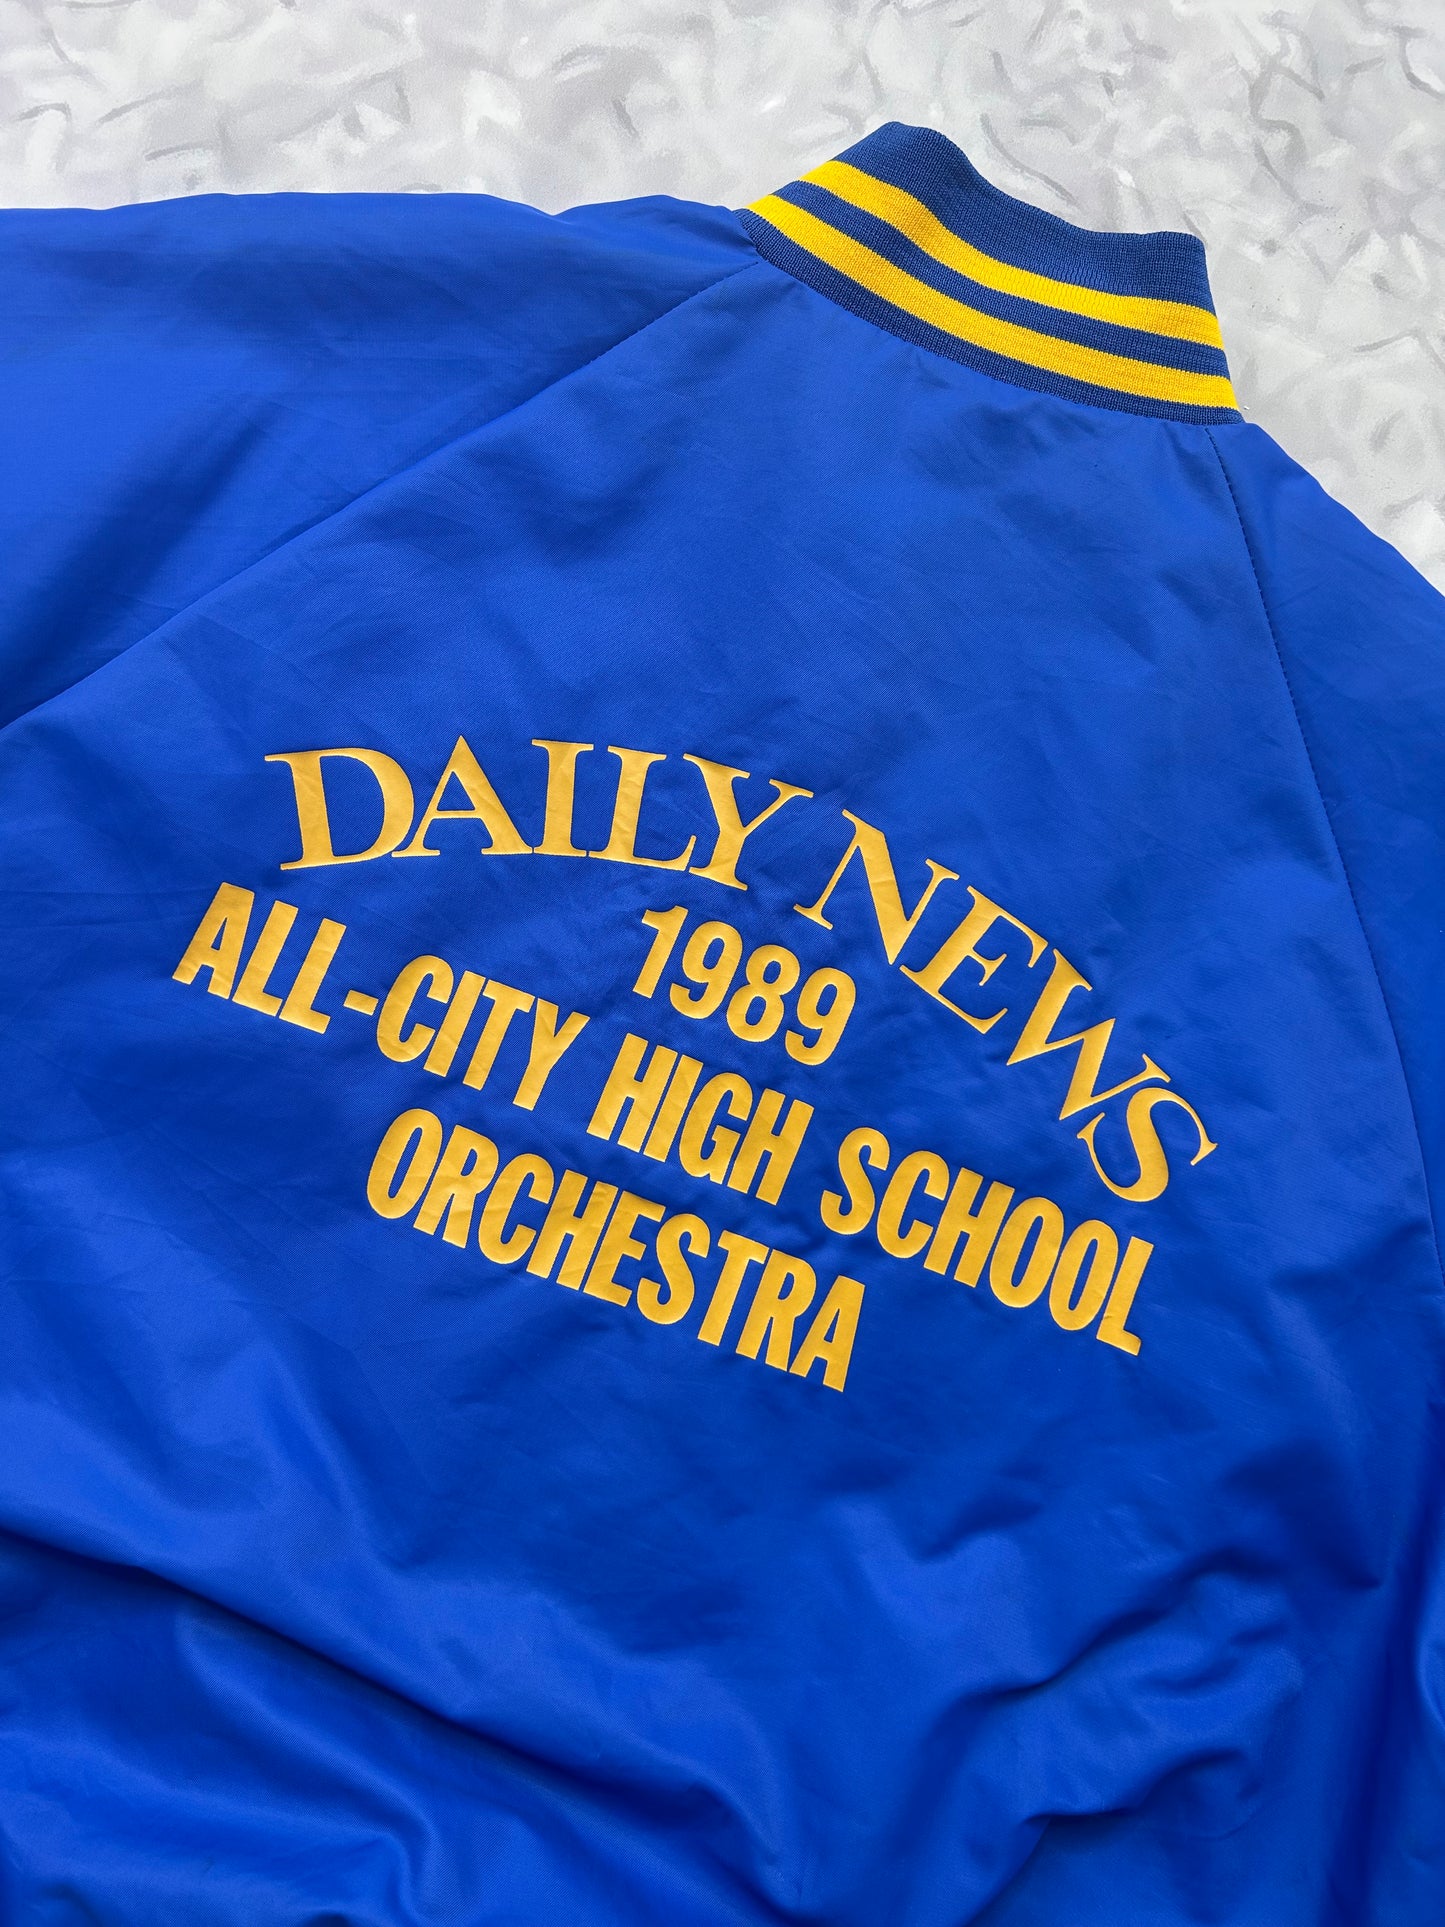 DAILY NEWS
1989
ALL-CITY HIGH SCHOOL
ORCHESTRA